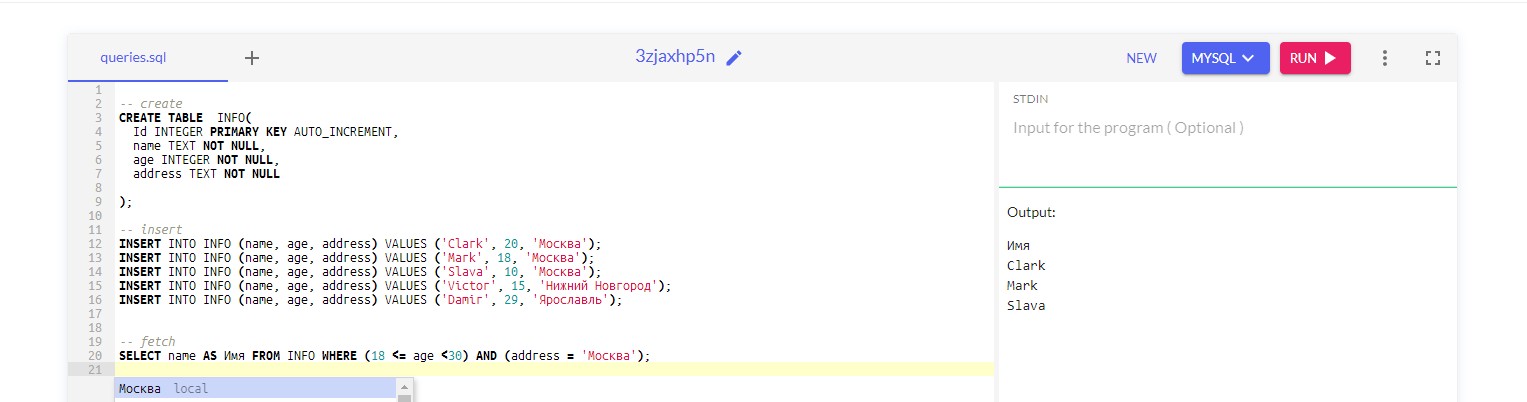 queries.sql + 3zjaxhp5n NEW MYSQL RUN
1
2 -- create
3 CREATE TABLE  INFO(
4   Id INTEGER PRIMARY KEY AUTO_INCREMENT,
5   name TEXT NOT NULL,
6   age INTEGER NOT NULL,
7   address TEXT NOT NULL
8
9 );
10
11 -- insert
12 INSERT INTO INFO (name, age, address) VALUES ('Clark', 20, 'Москва');
13 INSERT INTO INFO (name, age, address) VALUES ('Mark', 18, 'Москва');
14 INSERT INTO INFO (name, age, address) VALUES ('Slava', 10, 'Москва');
15 INSERT INTO INFO (name, age, address) VALUES ('Victor', 15, 'Нижний Новгород');
16 INSERT INTO INFO (name, age, address) VALUES ('Damir', 29, 'Ярославль');
17
18
19 -- fetch
20 SELECT name AS Имя FROM INFO WHERE (18 <= age <30) AND (address = 'Москва');
21
Москва local
STDIN
Input for the program ( Optional )
Output:
Имя
Clark
Mark
Slava